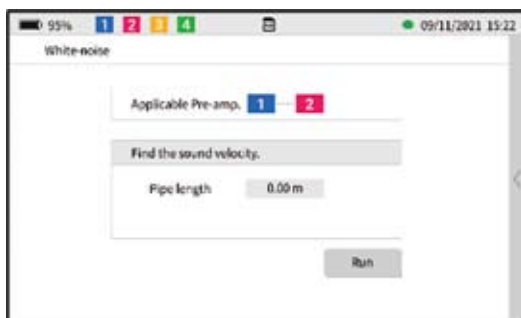 95% 1 2 3 4 09/11/2021 15:22
White-noise
Applicable Pre-amp. 1 2
Find the sound velocity.
Pipe length 0.00 m
Run